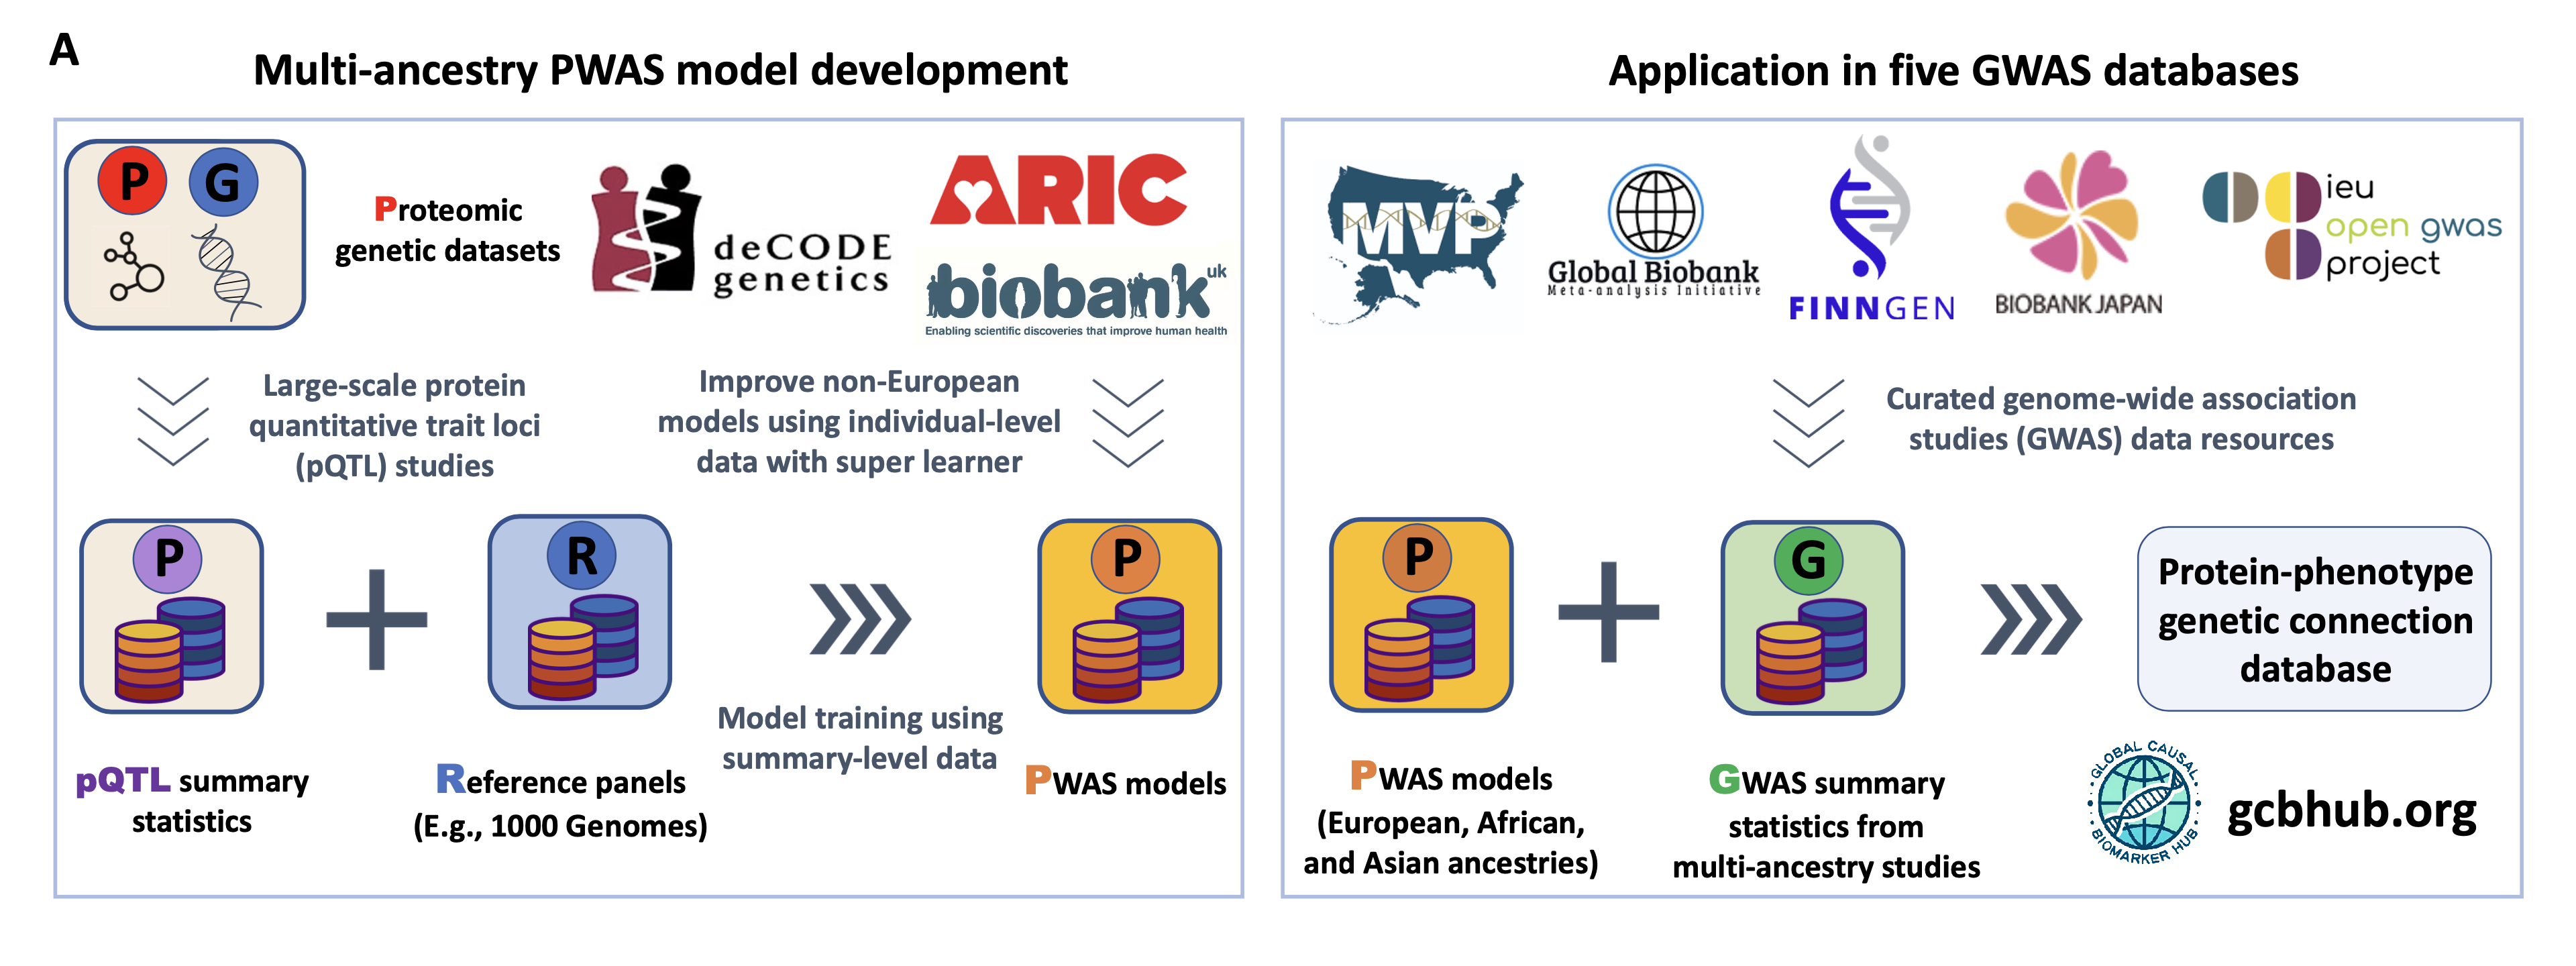 A
Multi-ancestry PWAS model development
P G
Proteomic
genetic datasets
deCODE
genetics
ARIC
biobank uk
Enabling scientific discoveries that improve human health
Large-scale protein
quantitative trait loci
(pQTL) studies
Improve non-European
models using individual-level
data with super learner
P
R
P
Model training using
summary-level data
pQTL summary
statistics
Reference panels
(E.g., 1000 Genomes)
PWAS models
Application in five GWAS databases
MVP
Global Biobank
Meta-analysis Initiative
FINNGEN
BIOBANK JAPAN
ieu
open gwas
project
Curated genome-wide association
studies (GWAS) data resources
P
G
Protein-phenotype
genetic connection
database
PWAS models
(European, African,
and Asian ancestries)
GWAS summary
statistics from
multi-ancestry studies
GLOBAL CAUSAL
BIOMARKER HUB
gcbhub.org